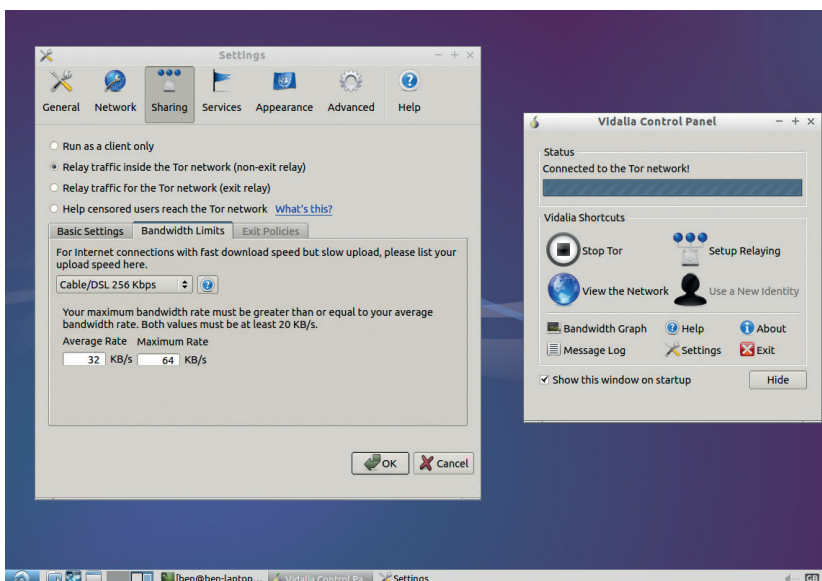 Settings
General Network Sharing Services Appearance Advanced Help
Run as a client only
Relay traffic inside the Tor network (non-exit relay)
Relay traffic for the Tor network (exit relay)
Help censored users reach the Tor network What's this?
Basic Settings Bandwidth Limits Exit Policies
For Internet connections with fast download speed but slow upload, please list your
upload speed here.
Cable/DSL 256 Kbps
Your maximum bandwidth rate must be greater than or equal to your average
bandwidth rate. Both values must be at least 20 KB/s.
Average Rate Maximum Rate
32 KB/s 64 KB/s
OK Cancel
Vidalia Control Panel
Status
Connected to the Tor network!
Vidalia Shortcuts
Stop Tor Setup Relaying
View the Network Use a New Identity
Bandwidth Graph Help About
Message Log Settings Exit
Show this window on startup Hide
[ben@ben-laptop... Vidalia Control Pa... Settings GB